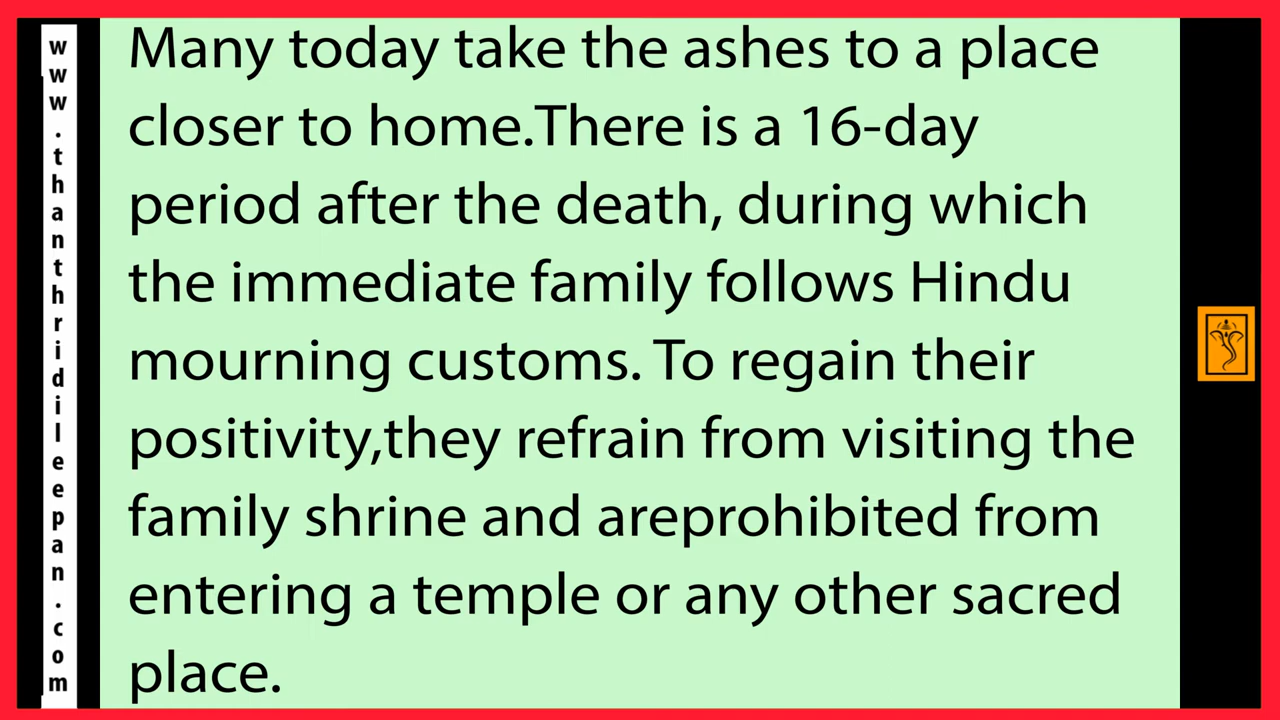 www.thanthridileepan.com
Many today take the ashes to a place
closer to home.There is a 16-day
period after the death, during which
the immediate family follows Hindu
mourning customs. To regain their
positivity,they refrain from visiting the
family shrine and areprohibited from
entering a temple or any other sacred
place.